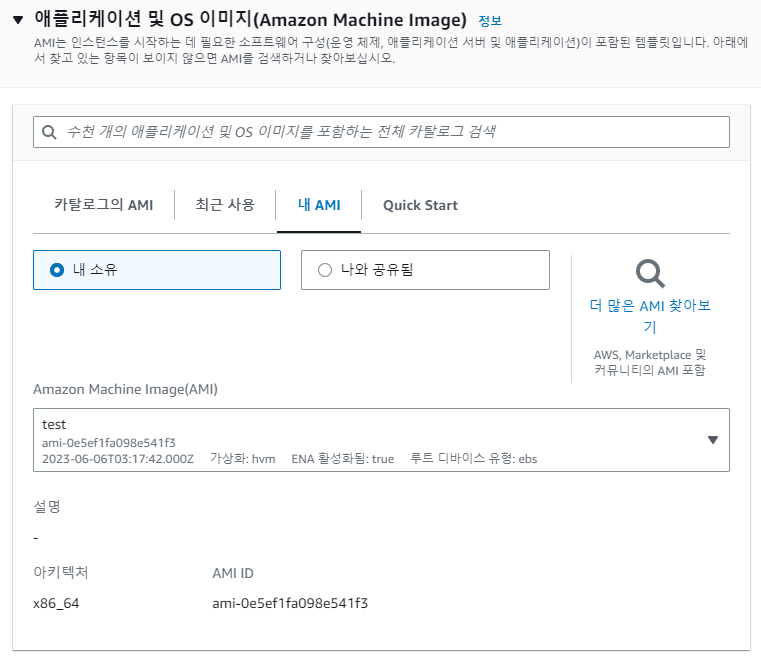 애플리케이션 및 OS 이미지(Amazon Machine Image) 정보
AMI는 인스턴스를 시작하는 데 필요한 소프트웨어 구성(운영 체제, 애플리케이션 서버 및 애플리케이션)이 포함된 템플릿입니다. 아래에
서 찾고 있는 항목이 보이지 않으면 AMI를 검색하거나 찾아보십시오.
수천 개의 애플리케이션 및 OS 이미지를 포함하는 전체 카탈로그 검색
카탈로그의 AMI 최근 사용 내 AMI Quick Start
내 소유 나와 공유됨
더 많은 AMI 찾아보
기
AWS, Marketplace 및
커뮤니티의 AMI 포함
Amazon Machine Image(AMI)
test
ami-0e5ef1fa098e541f3
2023-06-06T03:17:42.000Z 가상화: hvm ENA 활성화됨: true 루트 디바이스 유형: ebs
설명
-
아키텍처 AMI ID
x86_64 ami-0e5ef1fa098e541f3